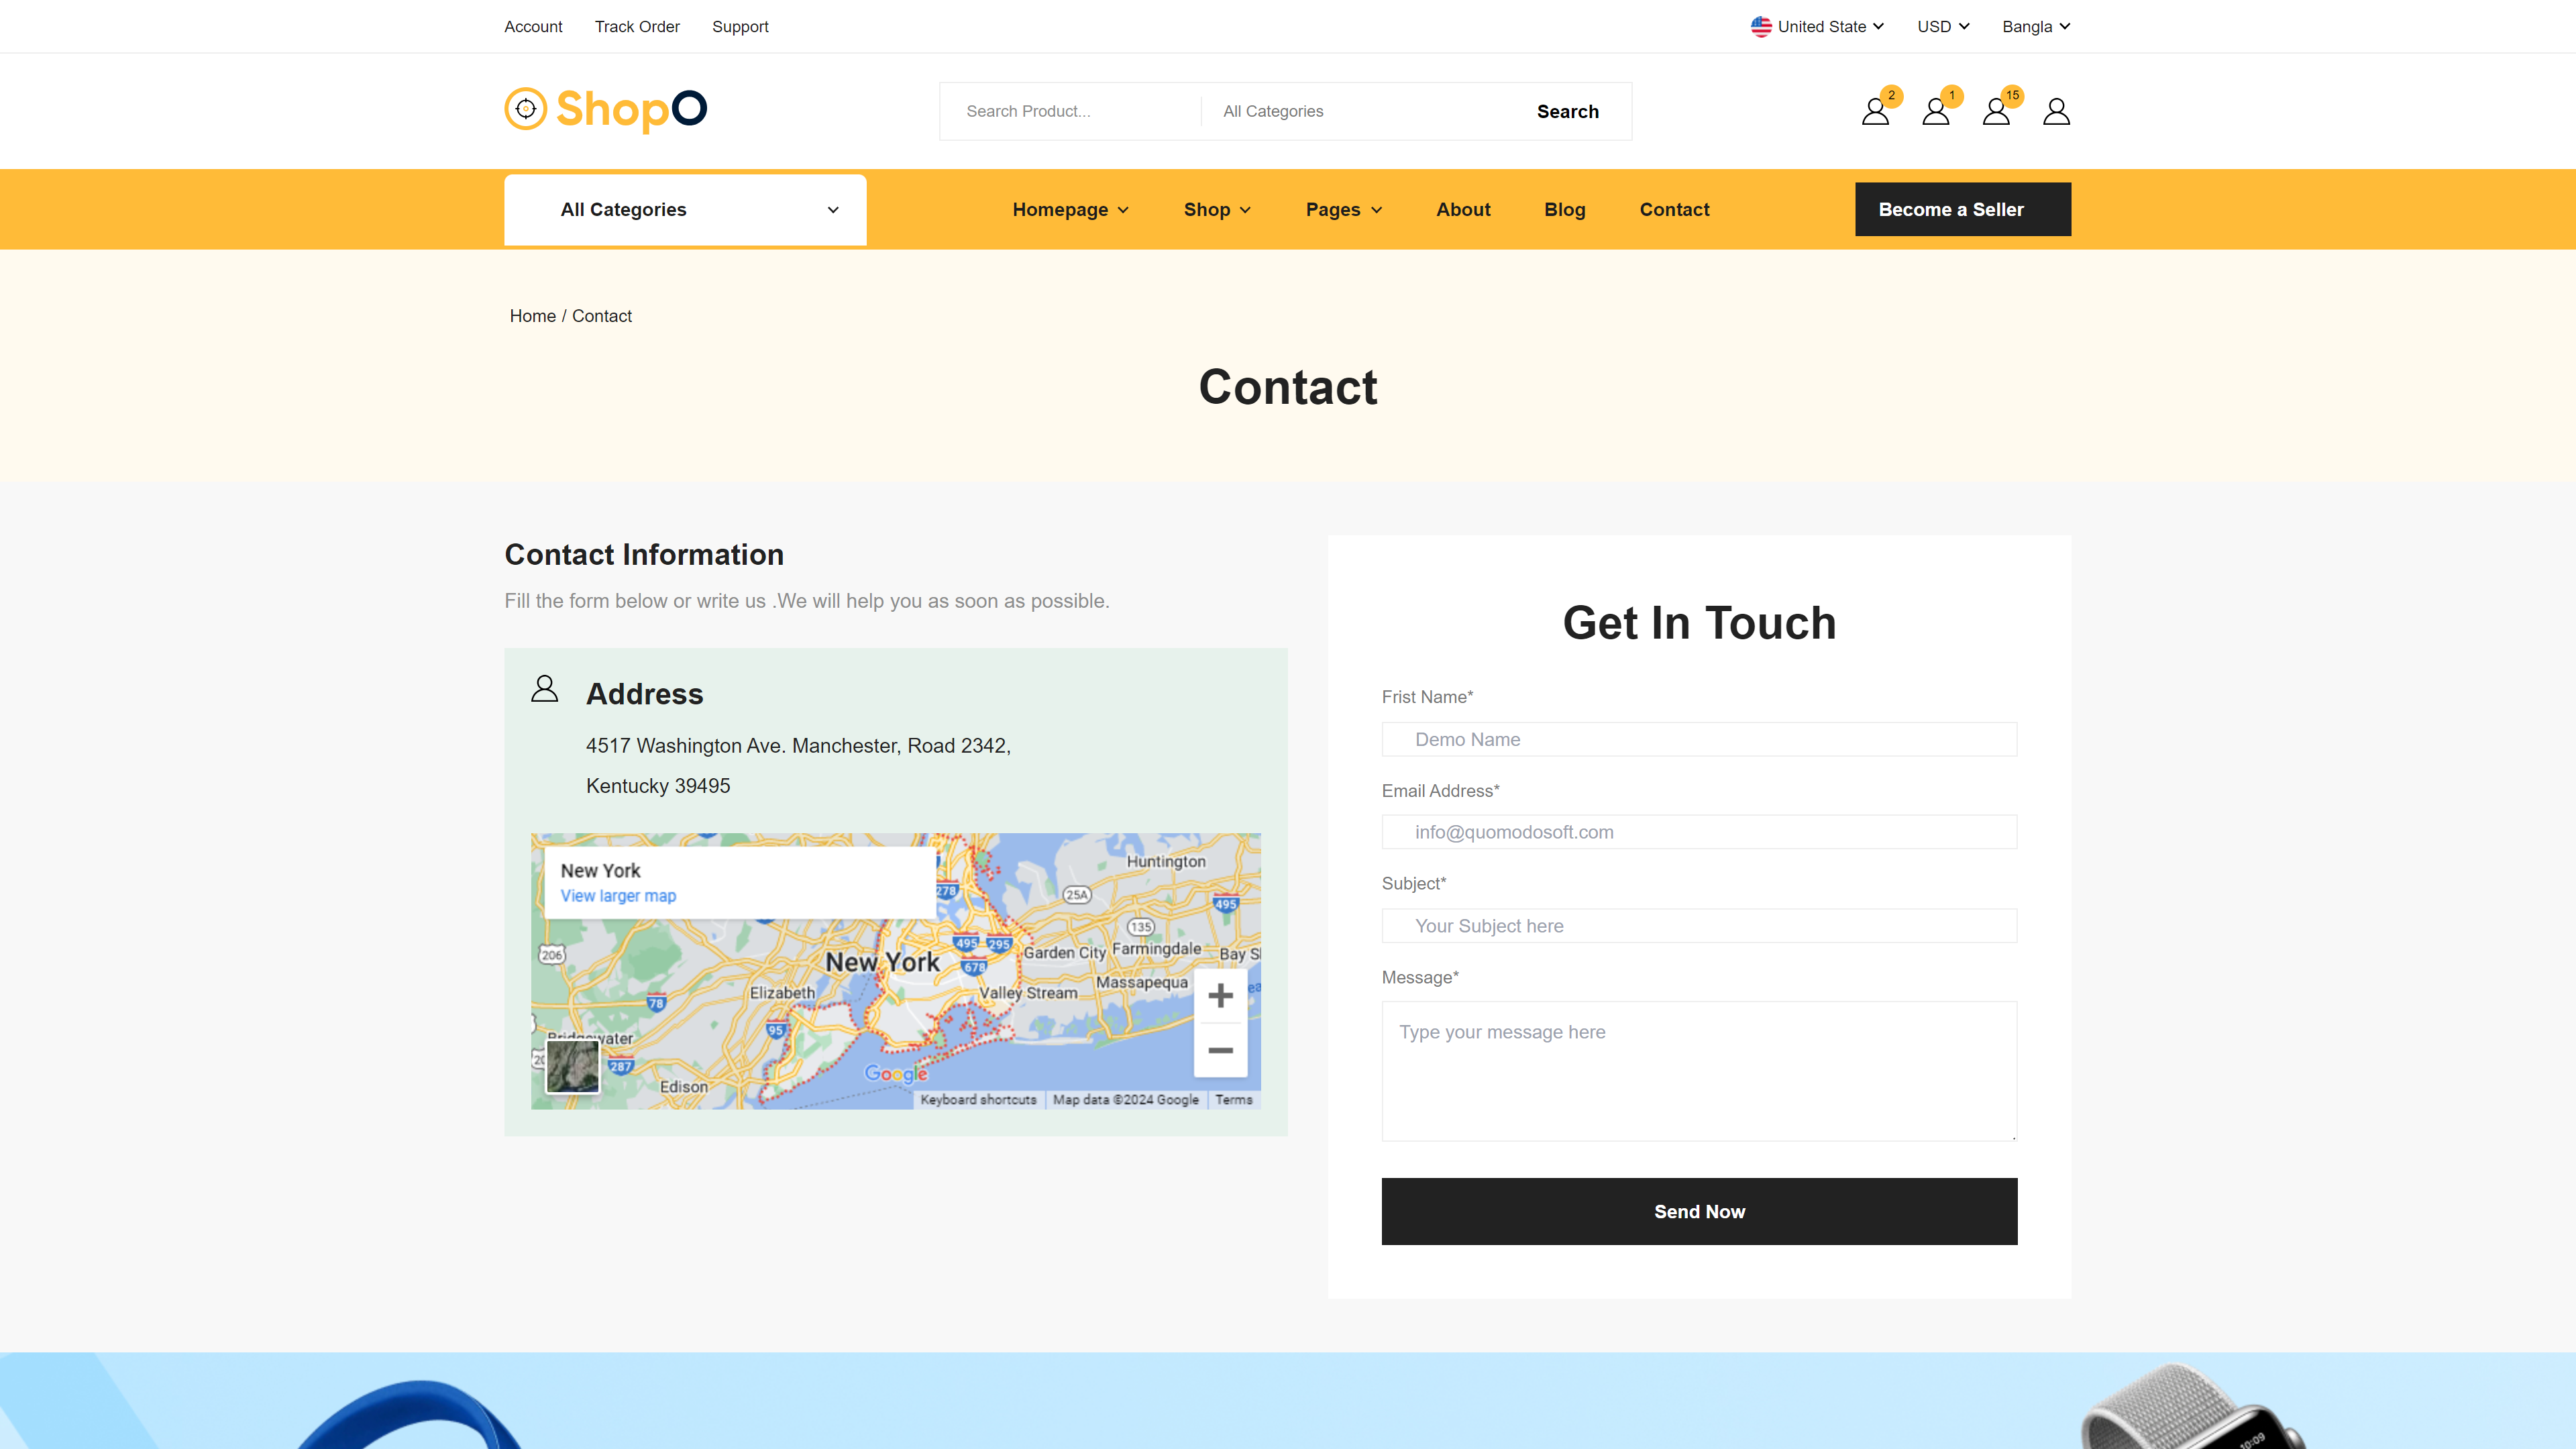 Account Track Order Support United State USD Bangla
ShopO Search Product... All Categories Search 2 1 15
All Categories Homepage Shop Pages About Blog Contact Become a Seller
Home / Contact
Contact
Contact Information
Fill the form below or write us .We will help you as soon as possible.
Address
4517 Washington Ave. Manchester, Road 2342,
Kentucky 39495
New York
View larger map
278
Huntington
25A
495
135
206
495 295
Garden City
Farmingdale
Bay S
New York
678
Elizabeth
Valley Stream
Massapequa
78
95
Bridgewater
287
Edison
Google
Keyboard shortcuts Map data ©2024 Google Terms
Get In Touch
Frist Name*
Demo Name
Email Address*
info@quomodosoft.com
Subject*
Your Subject here
Message*
Type your message here
Send Now
10:09